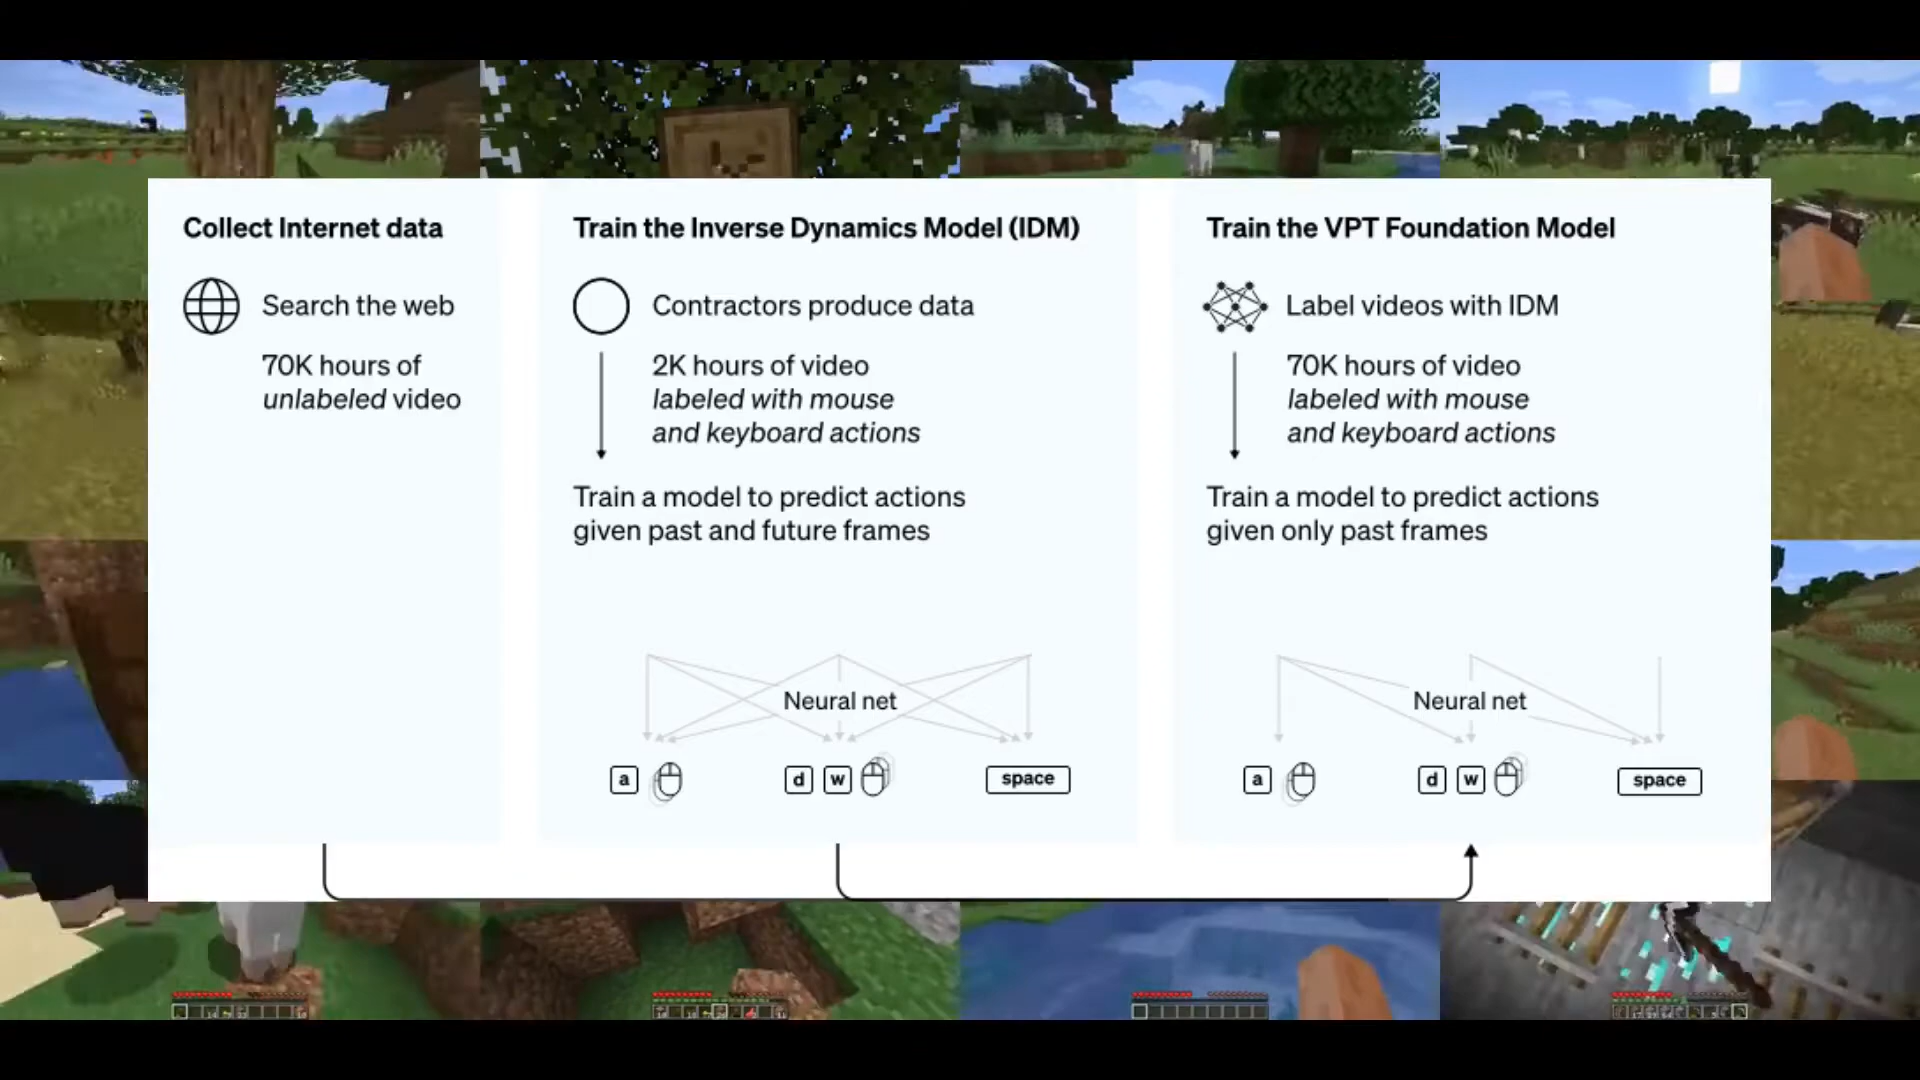 Collect Internet data
Search the web
70K hours of
unlabeled video
Train the Inverse Dynamics Model (IDM)
Contractors produce data
2K hours of video
labeled with mouse
and keyboard actions
Train a model to predict actions
given past and future frames
Neural net
a
d w
space
Train the VPT Foundation Model
Label videos with IDM
70K hours of video
labeled with mouse
and keyboard actions
Train a model to predict actions
given only past frames
Neural net
a
d w
space